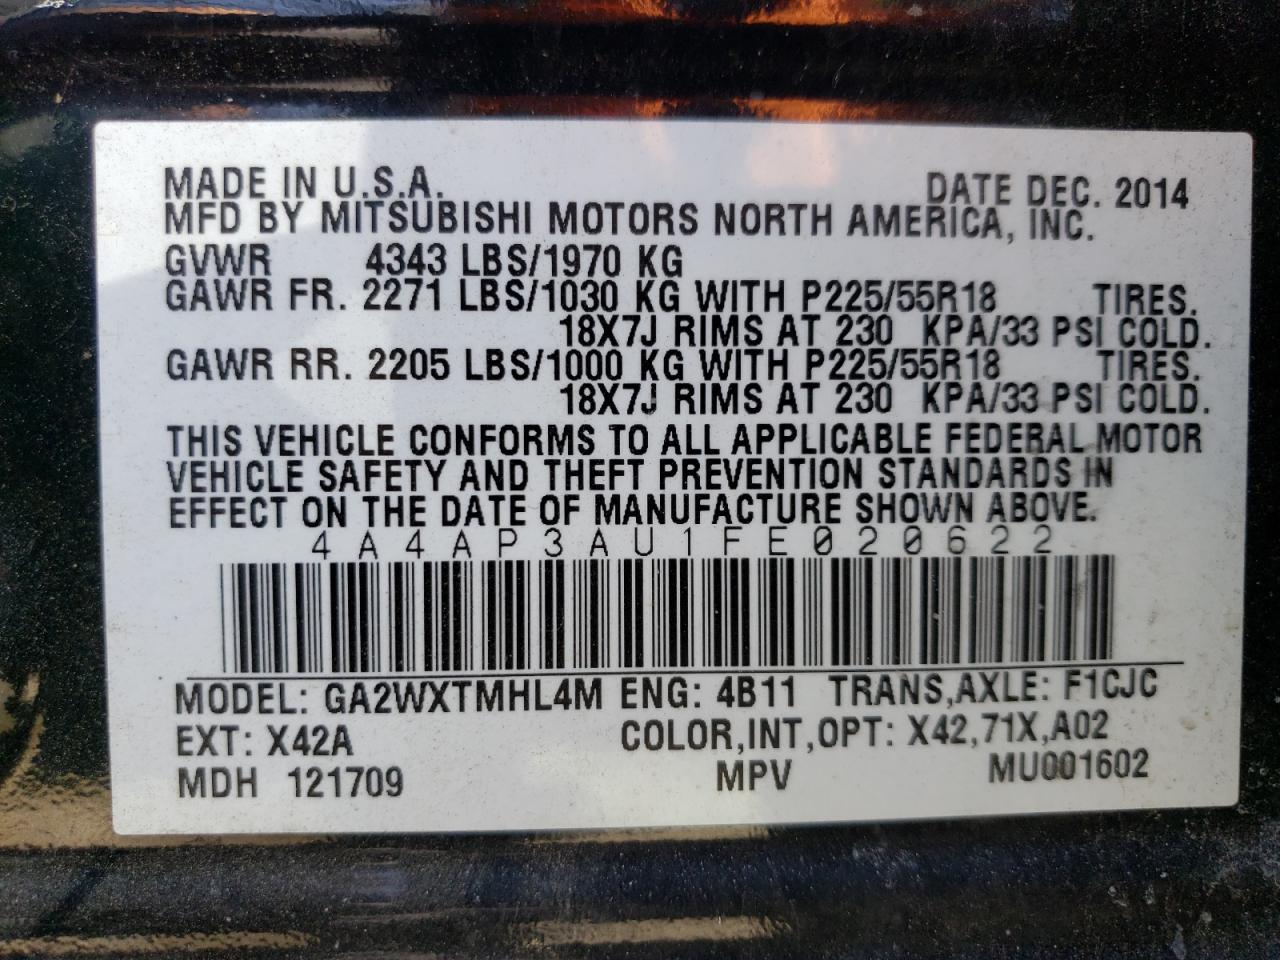 MADE IN U.S.A. DATE DEC. 2014
MFD BY MITSUBISHI MOTORS NORTH AMERICA, INC.
GVWR 4343 LBS/1970 KG
GAWR FR. 2271 LBS/1030 KG WITH P225/55R18 TIRES.
18X7J RIMS AT 230 KPA/33 PSI COLD.
GAWR RR. 2205 LBS/1000 KG WITH P225/55R18 TIRES.
18X7J RIMS AT 230 KPA/33 PSI COLD.
THIS VEHICLE CONFORMS TO ALL APPLICABLE FEDERAL MOTOR
VEHICLE SAFETY AND THEFT PREVENTION STANDARDS IN
EFFECT ON THE DATE OF MANUFACTURE SHOWN ABOVE.
4A4AP3AU1FE020622
MODEL: GA2WXTMHL4M ENG: 4B11 TRANS,AXLE: F1CJC
EXT: X42A COLOR,INT,OPT: X42,71X,A02
MDH 121709 MPV MU001602